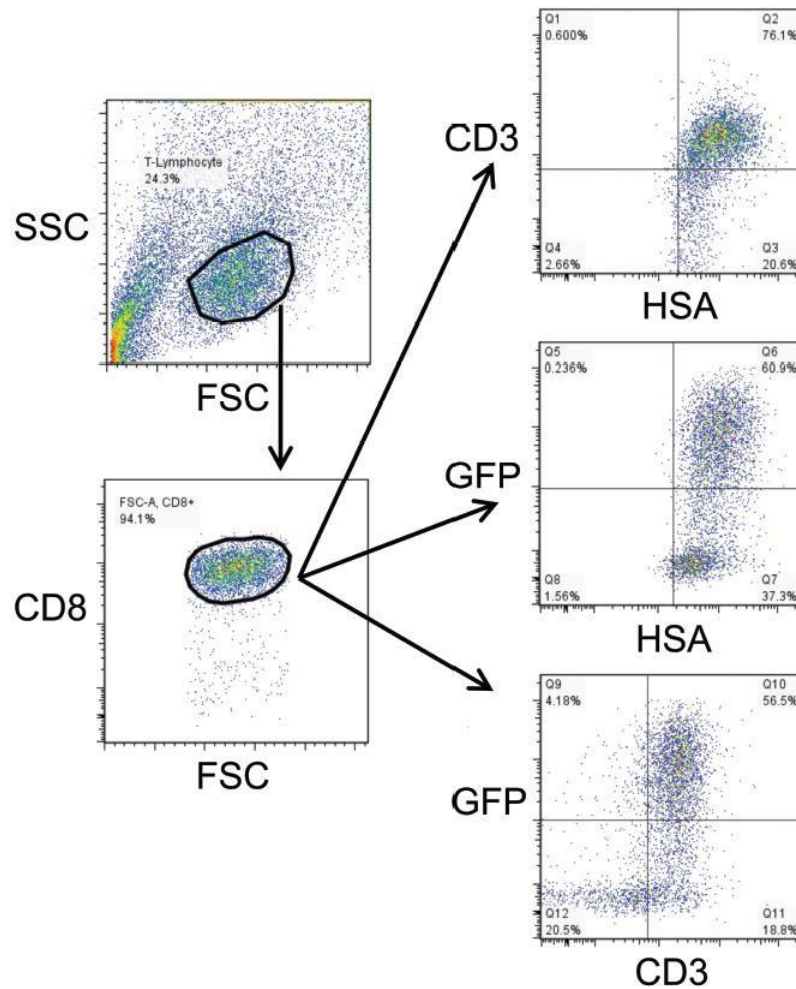 T-Lymphocyte
24.3%
SSC
FSC
FSC-A, CD8+
94.1%
CD8
FSC
Q1
0.600%
Q2
76.1%
CD3
Q4
2.66%
Q3
20.6%
HSA
Q5
0.236%
Q6
60.9%
GFP
Q8
1.56%
Q7
37.3%
HSA
Q9
4.18%
Q10
56.5%
GFP
Q12
20.5%
Q11
18.8%
CD3